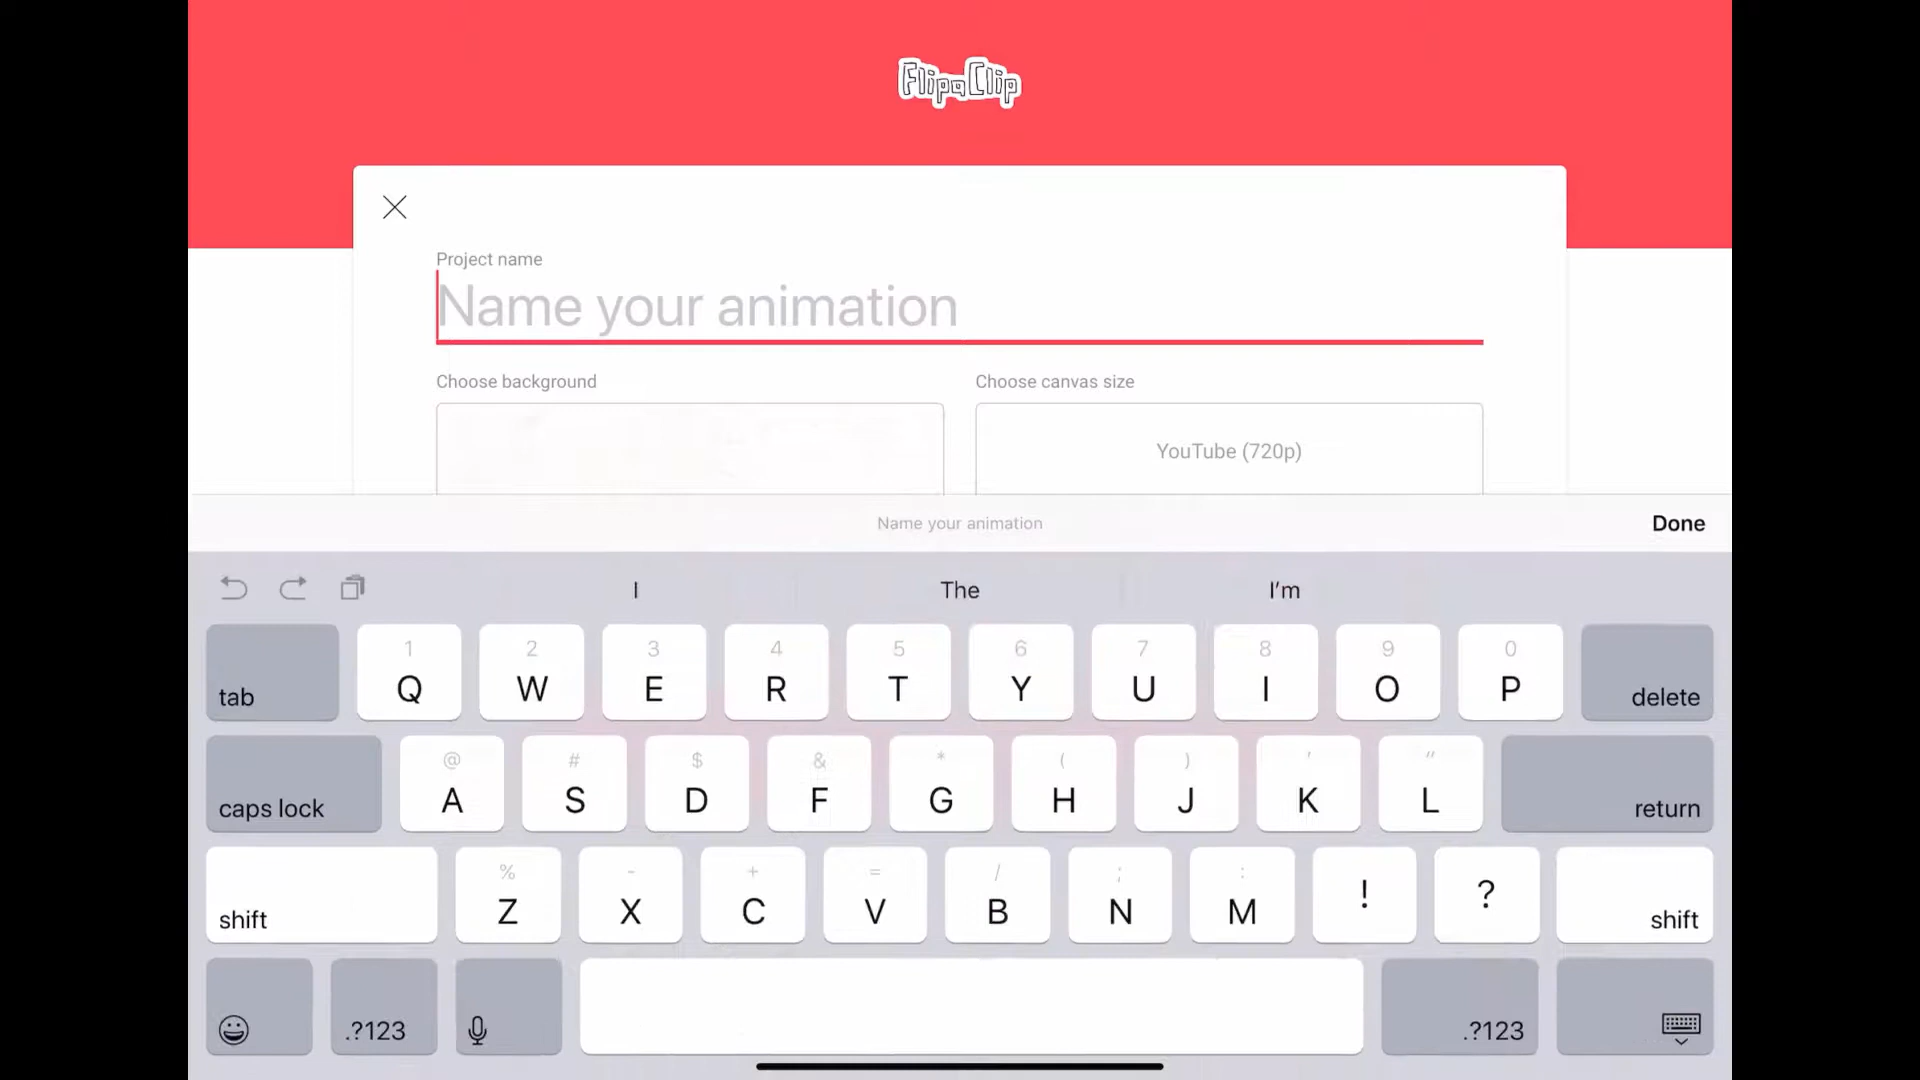 FlipaClip
Project name
Name your animation
Choose background
Choose canvas size
YouTube (720p)
Name your animation
Done
I The I’m
tab 1 Q 2 W 3 E 4 R 5 T 6 Y 7 U 8 I 9 O 0 P delete
caps lock @ A # S $ D & F * G ( H ) J ' K " L return
shift % Z - X + C = V / B ; N : M ! ? shift
.?123 .?123